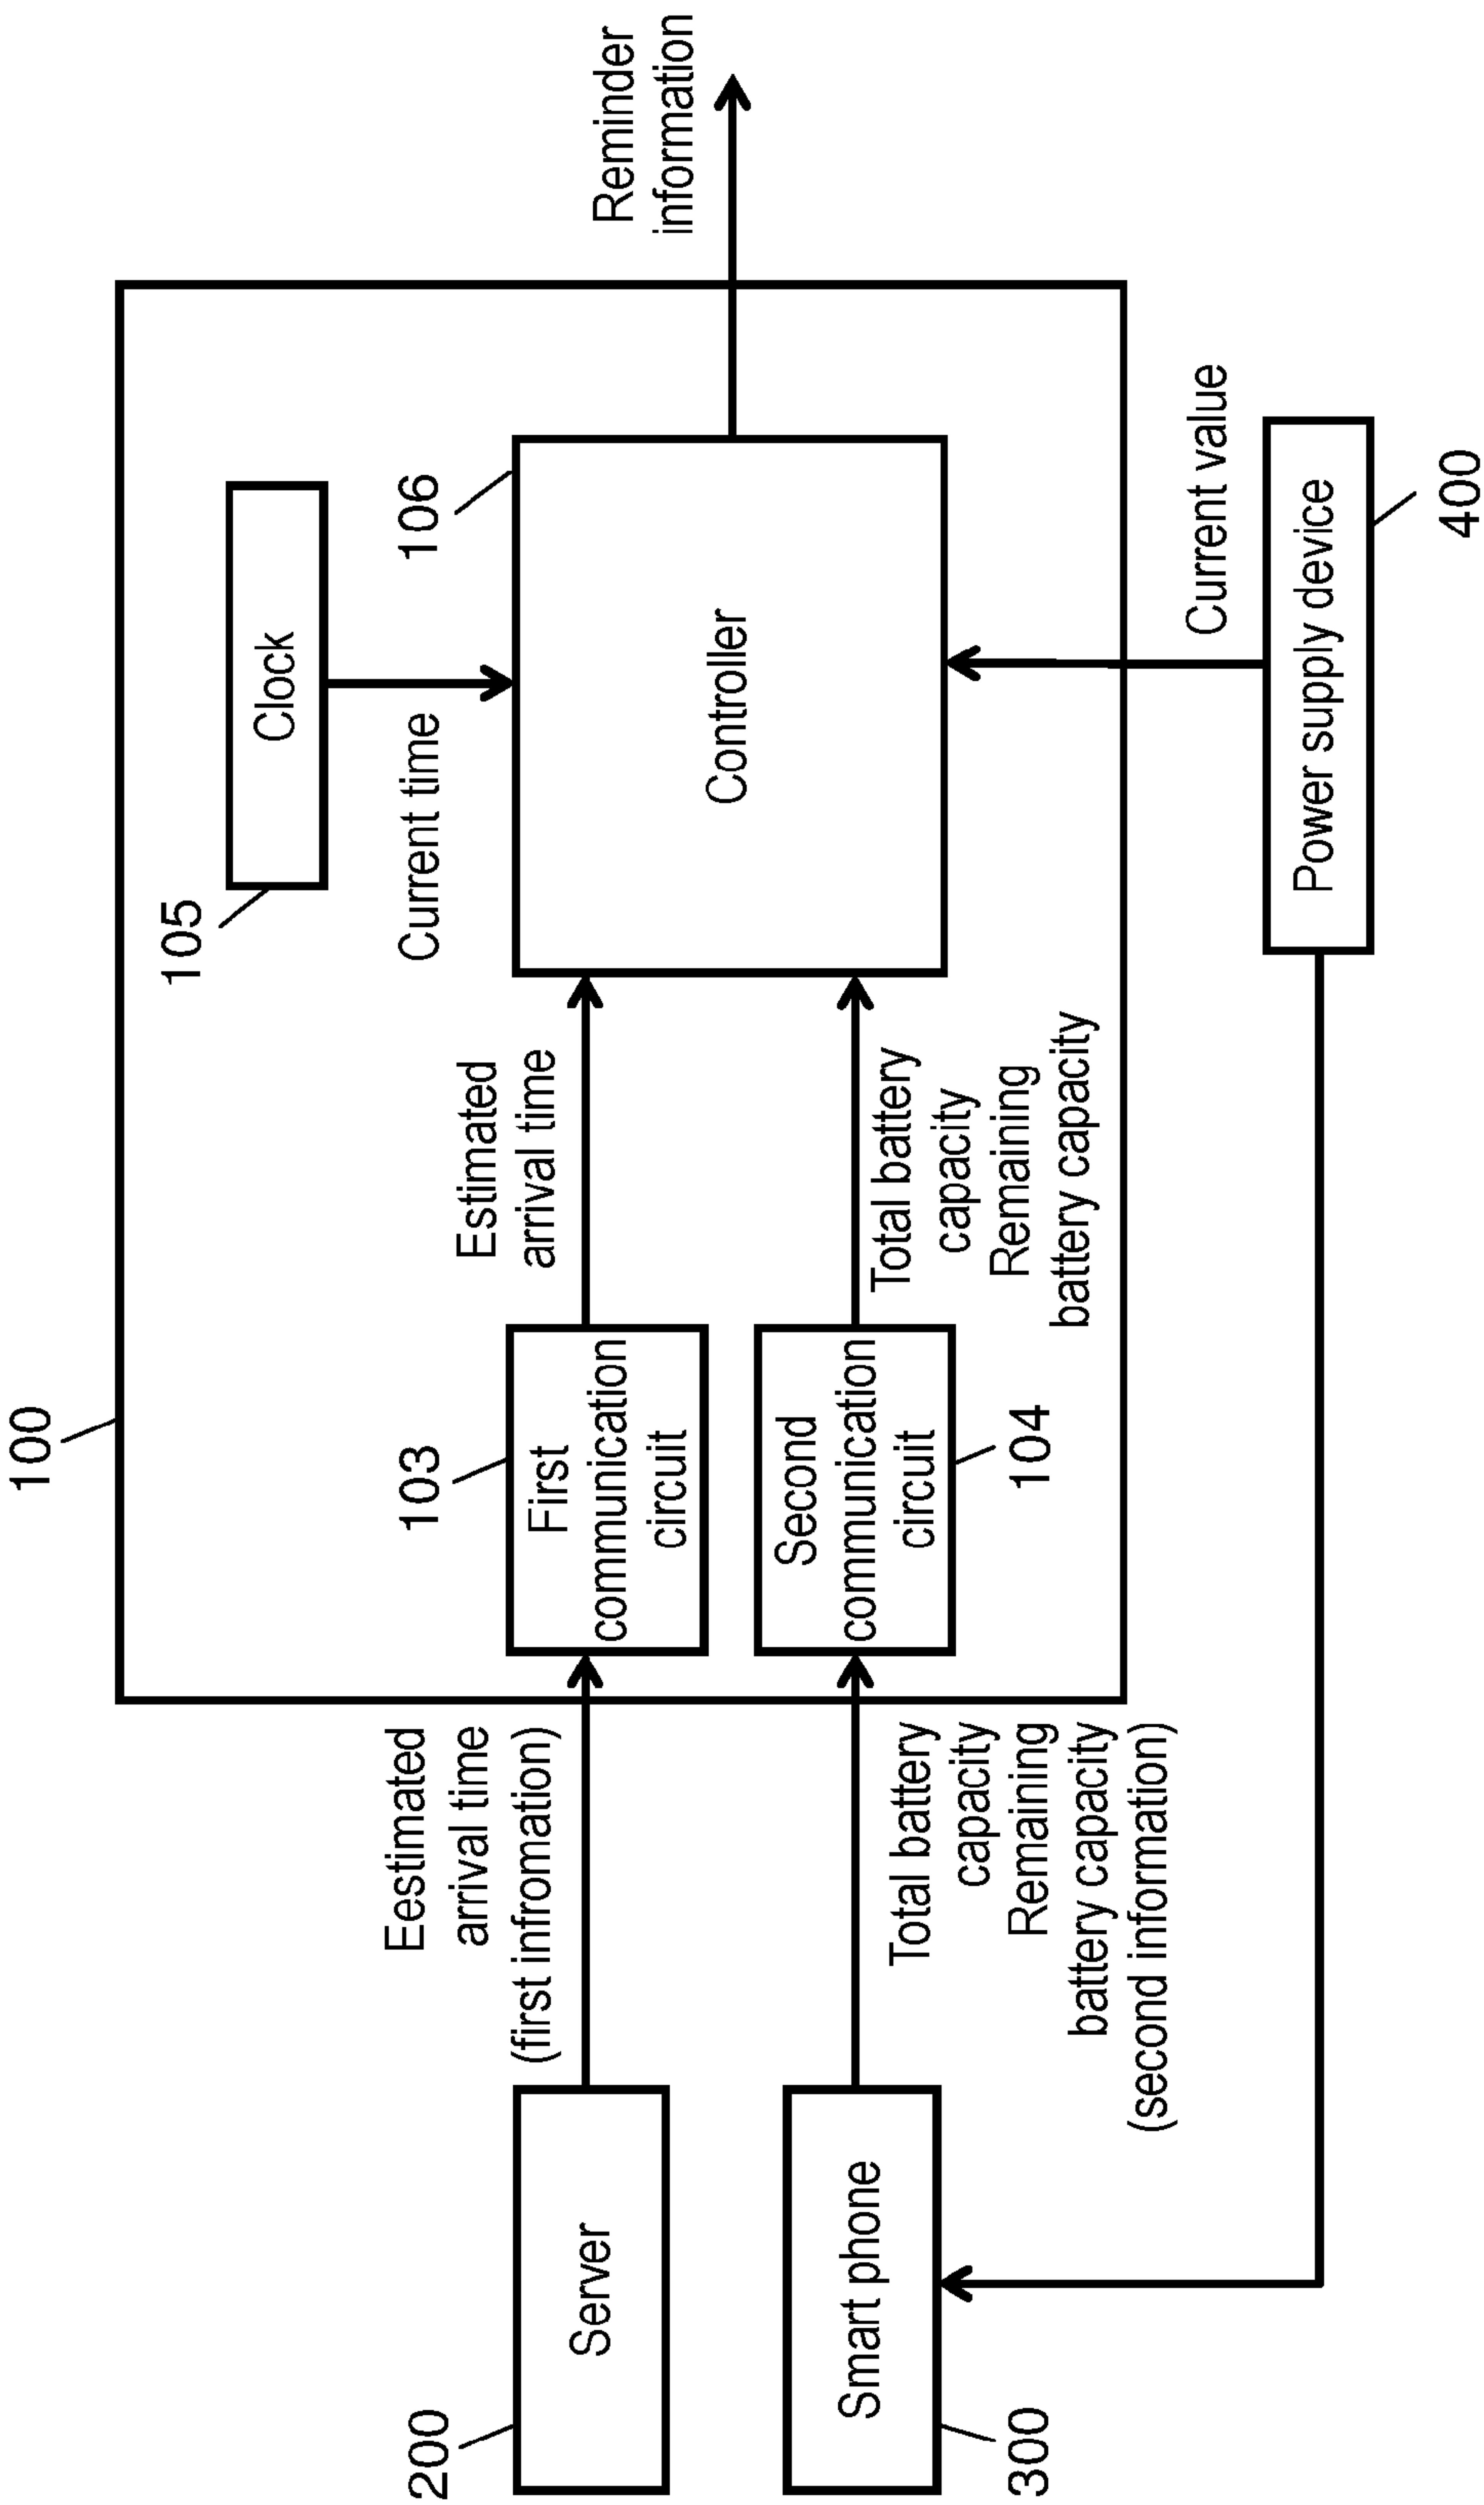 100
105
Clock
Current time
106
103
First
communication
circuit
Estimated
arrival time
Controller
Reminder
information
Eestimated
arrival time
(first infromation)
200
Server
Second
communication
circuit
104
Total battery
capacity
Remaining
battery capacity
Total battery
capacity
Remaining
battery capacity
(second information)
Smart phone
300
Current value
Power supply device
400